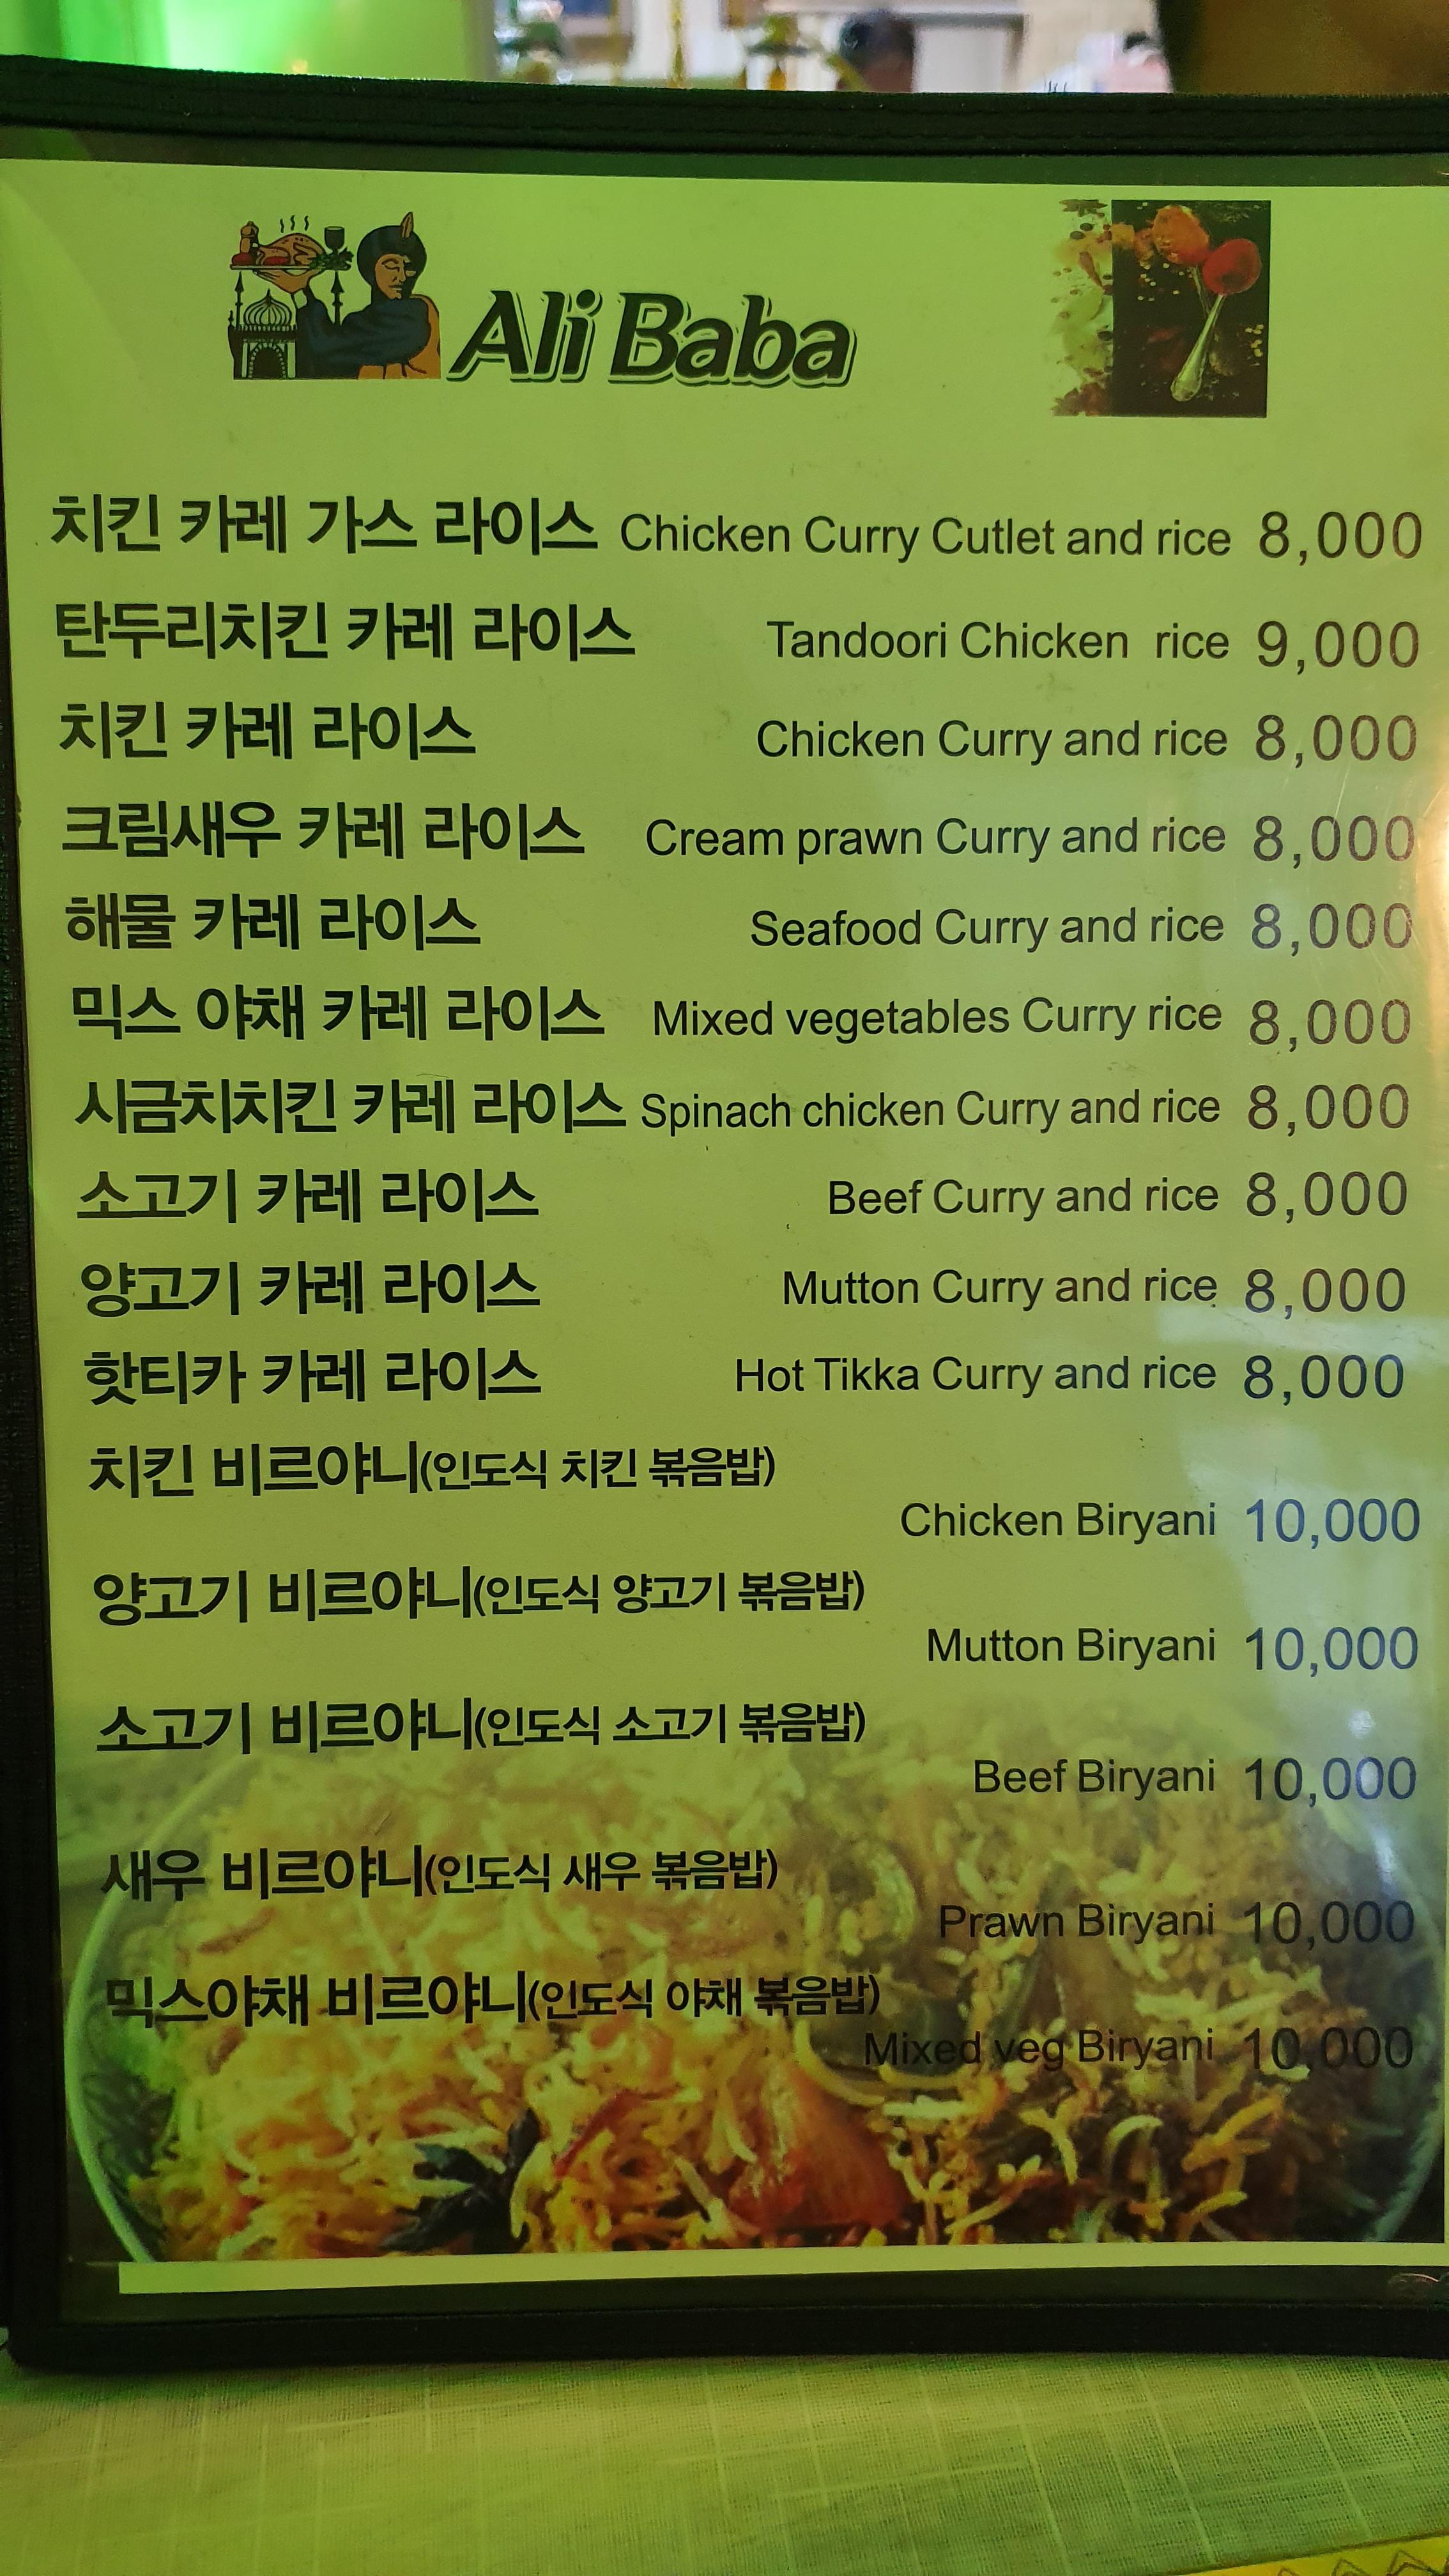 Ali Baba
치킨 카레 가스 라이스 Chicken Curry Cutlet and rice 8,000
탄두리치킨 카레 라이스 Tandoori Chicken rice 9,000
치킨 카레 라이스 Chicken Curry and rice 8,000
크림새우 카레 라이스 Cream prawn Curry and rice 8,000
해물 카레 라이스 Seafood Curry and rice 8,000
믹스 야채 카레 라이스 Mixed vegetables Curry rice 8,000
시금치치킨 카레 라이스 Spinach chicken Curry and rice 8,000
소고기 카레 라이스 Beef Curry and rice 8,000
양고기 카레 라이스 Mutton Curry and rice 8,000
핫티카 카레 라이스 Hot Tikka Curry and rice 8,000
치킨 비르야니(인도식 치킨 볶음밥)
Chicken Biryani 10,000
양고기 비르야니(인도식 양고기 볶음밥)
Mutton Biryani 10,000
소고기 비르야니(인도식 소고기 볶음밥)
Beef Biryani 10,000
새우 비르야니(인도식 새우 볶음밥)
Prawn Biryani 10,000
믹스야채 비르야니(인도식 야채 볶음밥)
Mixed veg Biryani 10,000